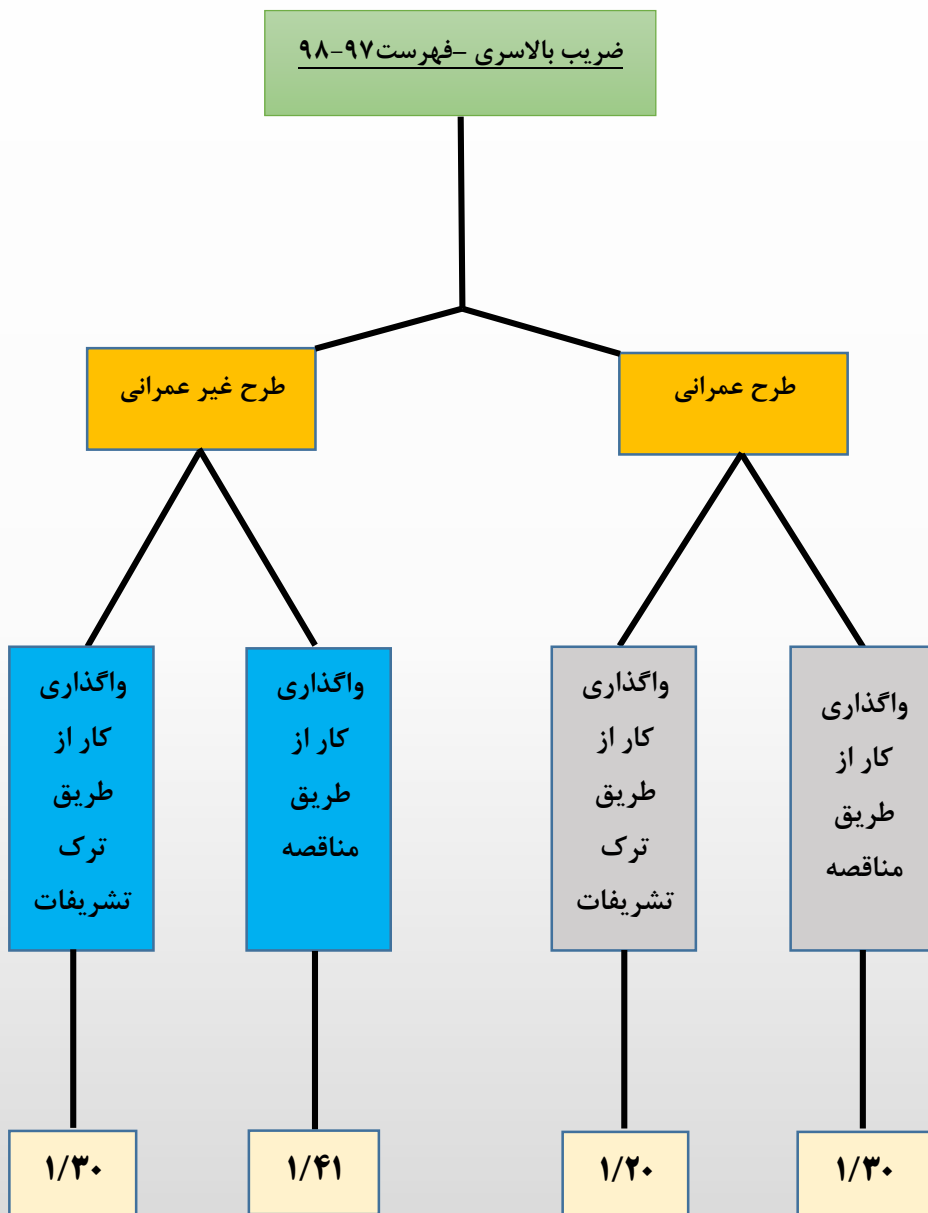 ضریب بالاسری -فهرست۹۷-۹۸
طرح عمرانی
طرح غیر عمرانی
واگذاری
کار از
طریق
مناقصه
واگذاری
کار از
طریق
ترک
تشریفات
واگذاری
کار از
طریق
مناقصه
واگذاری
کار از
طریق
ترک
تشریفات
۱/۳۰
۱/۲۰
۱/۴۱
۱/۳۰